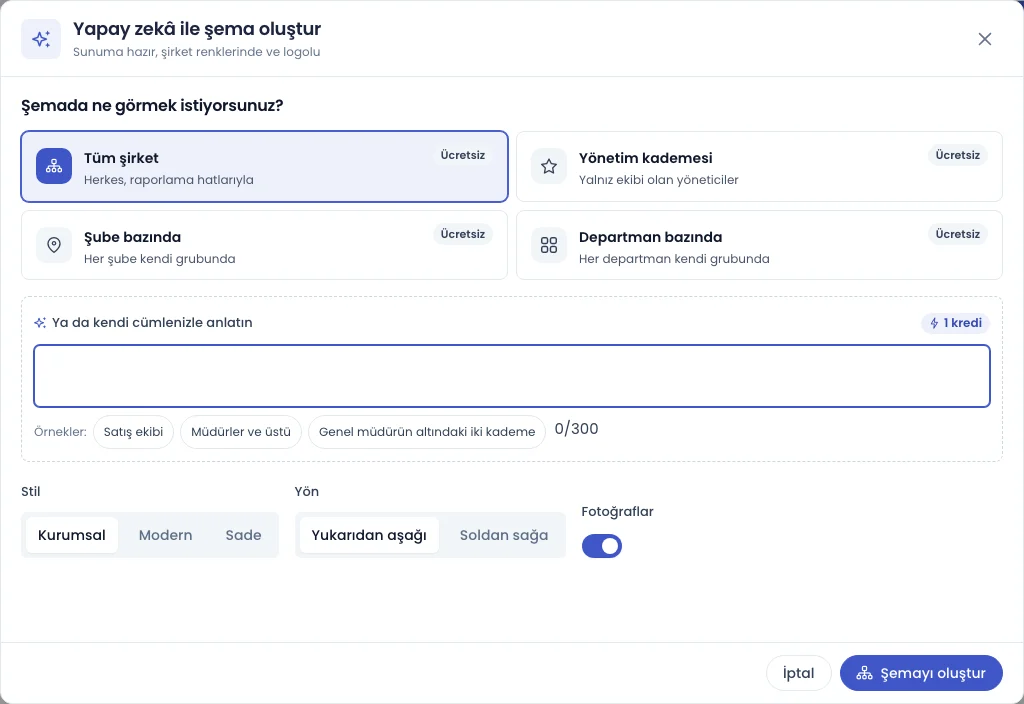 Yapay zekâ ile şema oluştur
Sunuma hazır, şirket renklerinde ve logolu
Şemada ne görmek istiyorsunuz?
Tüm şirket
Ücretsiz
Herkes, raporlama hatlarıyla
Yönetim kademesi
Ücretsiz
Yalnız ekibi olan yöneticiler
Şube bazında
Ücretsiz
Her şube kendi grubunda
Departman bazında
Ücretsiz
Her departman kendi grubunda
Ya da kendi cümlenizle anlatın
1 kredi
Örnekler: Satış ekibi Müdürler ve üstü Genel müdürün altındaki iki kademe 0/300
Stil
Kurumsal Modern Sade
Yön
Yukarıdan aşağı Soldan sağa
Fotoğraflar
İptal
Şemayı oluştur